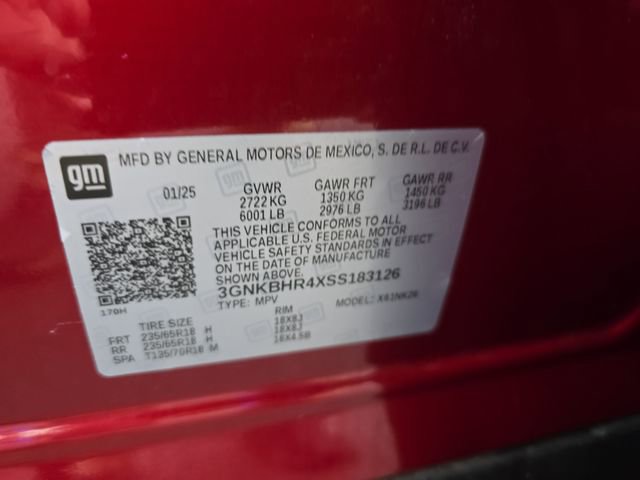 gm
MFD BY GENERAL MOTORS DE MEXICO, S. DE R.L. DE C.V.
01/25 GVWR GAWR FRT GAWR RR
2722 KG 1350 KG 1450 KG
6001 LB 2976 LB 3196 LB
THIS VEHICLE CONFORMS TO ALL
APPLICABLE U.S. FEDERAL MOTOR
VEHICLE SAFETY STANDARDS IN EFFECT
ON THE DATE OF MANUFACTURE
SHOWN ABOVE.
3GNKBHR4XSS183126
170H TYPE: MPV MODEL:
TIRE SIZE RIM
FRT 235/65R18 H 18X8J
RR 235/65R18 H 18X8J
SPA T135/70R18 M 18X4.5B